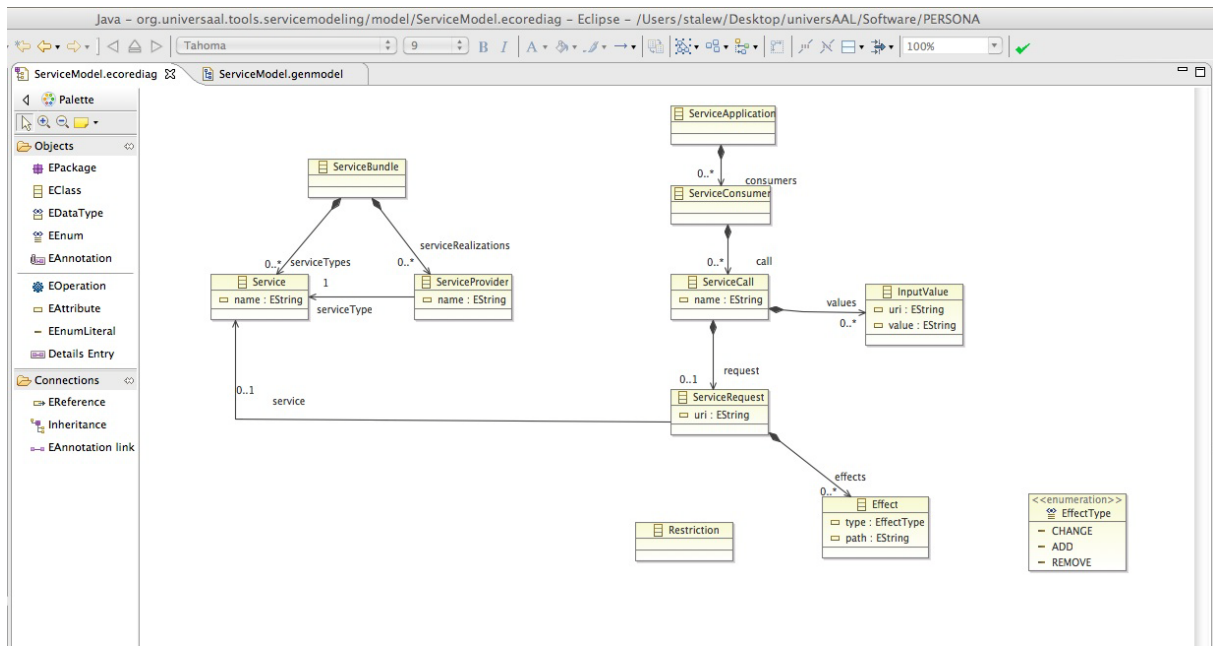 Java – org.universaal.tools.servicemodeling/model/ServiceModel.ecorediag – Eclipse – /Users/stalew/Desktop/universAAL/Software/PERSONA
Tahoma 9 B I A 100%
ServiceModel.ecorediag ServiceModel.genmodel
Palette
Objects
EPackage
EClass
EDataType
EEnum
EAnnotation
EOperation
EAttribute
EEnumLiteral
Details Entry
Connections
EReference
Inheritance
EAnnotation link
ServiceApplication
0..*
consumers
ServiceConsumer
ServiceBundle
serviceRealizations
0..* serviceTypes
0..*
0..* call
Service
name : EString
1
serviceType
ServiceProvider
name : EString
ServiceCall
name : EString
values
0..*
InputValue
uri : EString
value : EString
request
0..1
0..1
service
ServiceRequest
uri : EString
effects
0..*
Effect
type : EffectType
path : EString
Restriction
<<enumeration>>
EffectType
CHANGE
ADD
REMOVE